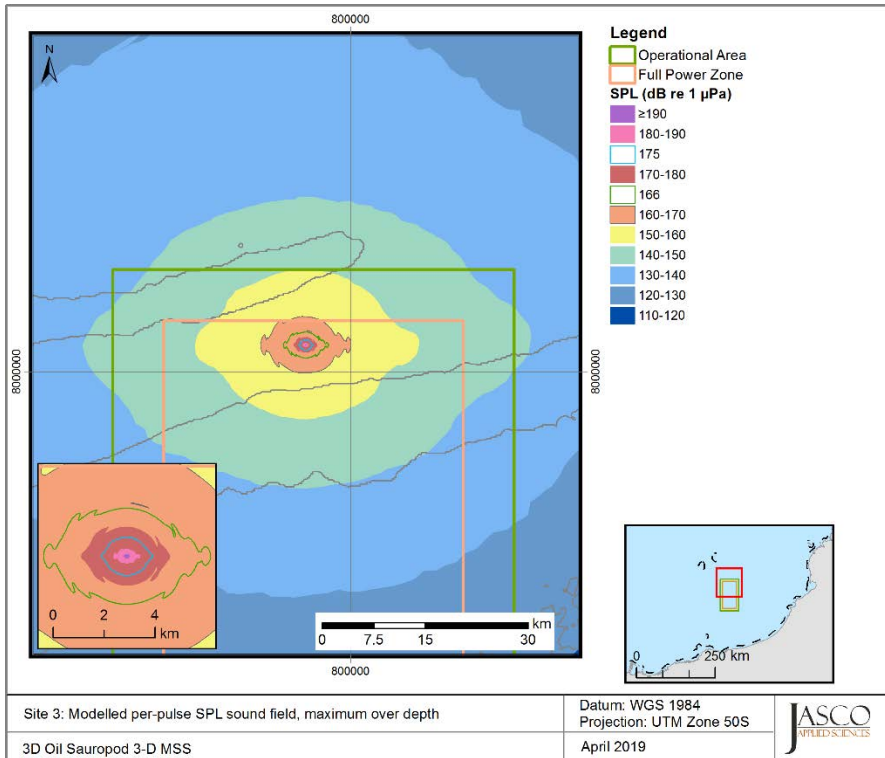 800000
N
8000000
8000000
0 2 4
km
km
0 7.5 15 30
800000
Legend
Operational Area
Full Power Zone
SPL (dB re 1 µPa)
≥190
180-190
175
170-180
166
160-170
150-160
140-150
130-140
120-130
110-120
0 250 km
Site 3: Modelled per-pulse SPL sound field, maximum over depth
3D Oil Sauropod 3-D MSS
Datum: WGS 1984
Projection: UTM Zone 50S
April 2019
JASCO
APPLIED SCIENCES